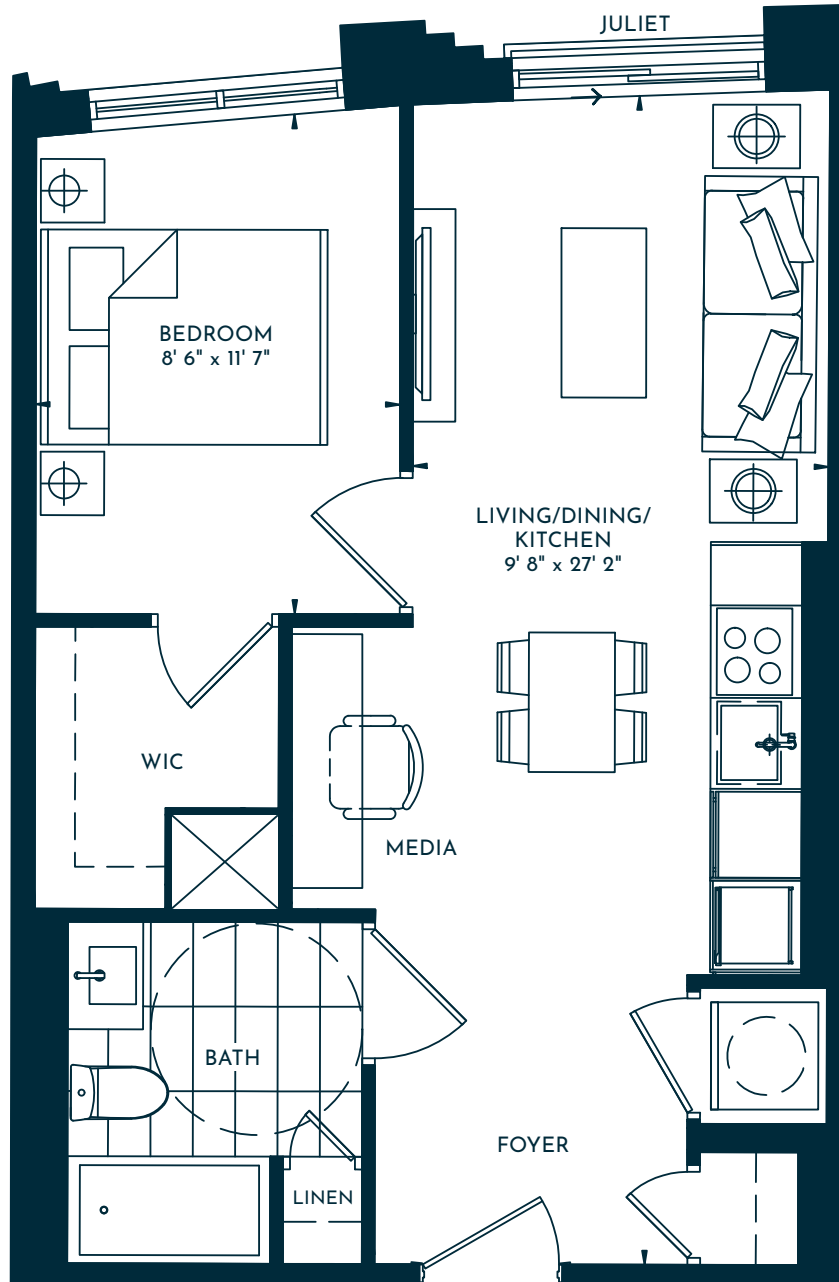 JULIET
BEDROOM
8' 6" x 11' 7"
LIVING/DINING/
KITCHEN
9' 8" x 27' 2"
WIC
MEDIA
BATH
FOYER
LINEN